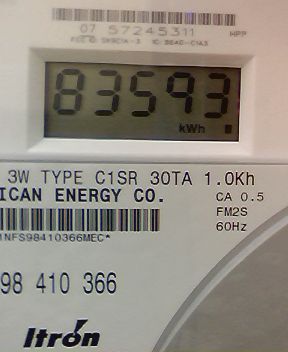 07 57245311
83593
kWh
3W TYPE C1SR 30TA 1.0Kh
ICAN ENERGY CO.
CA 0.5
FM2S
60Hz
1NFS98410366MEC*
98 410 366
Itron